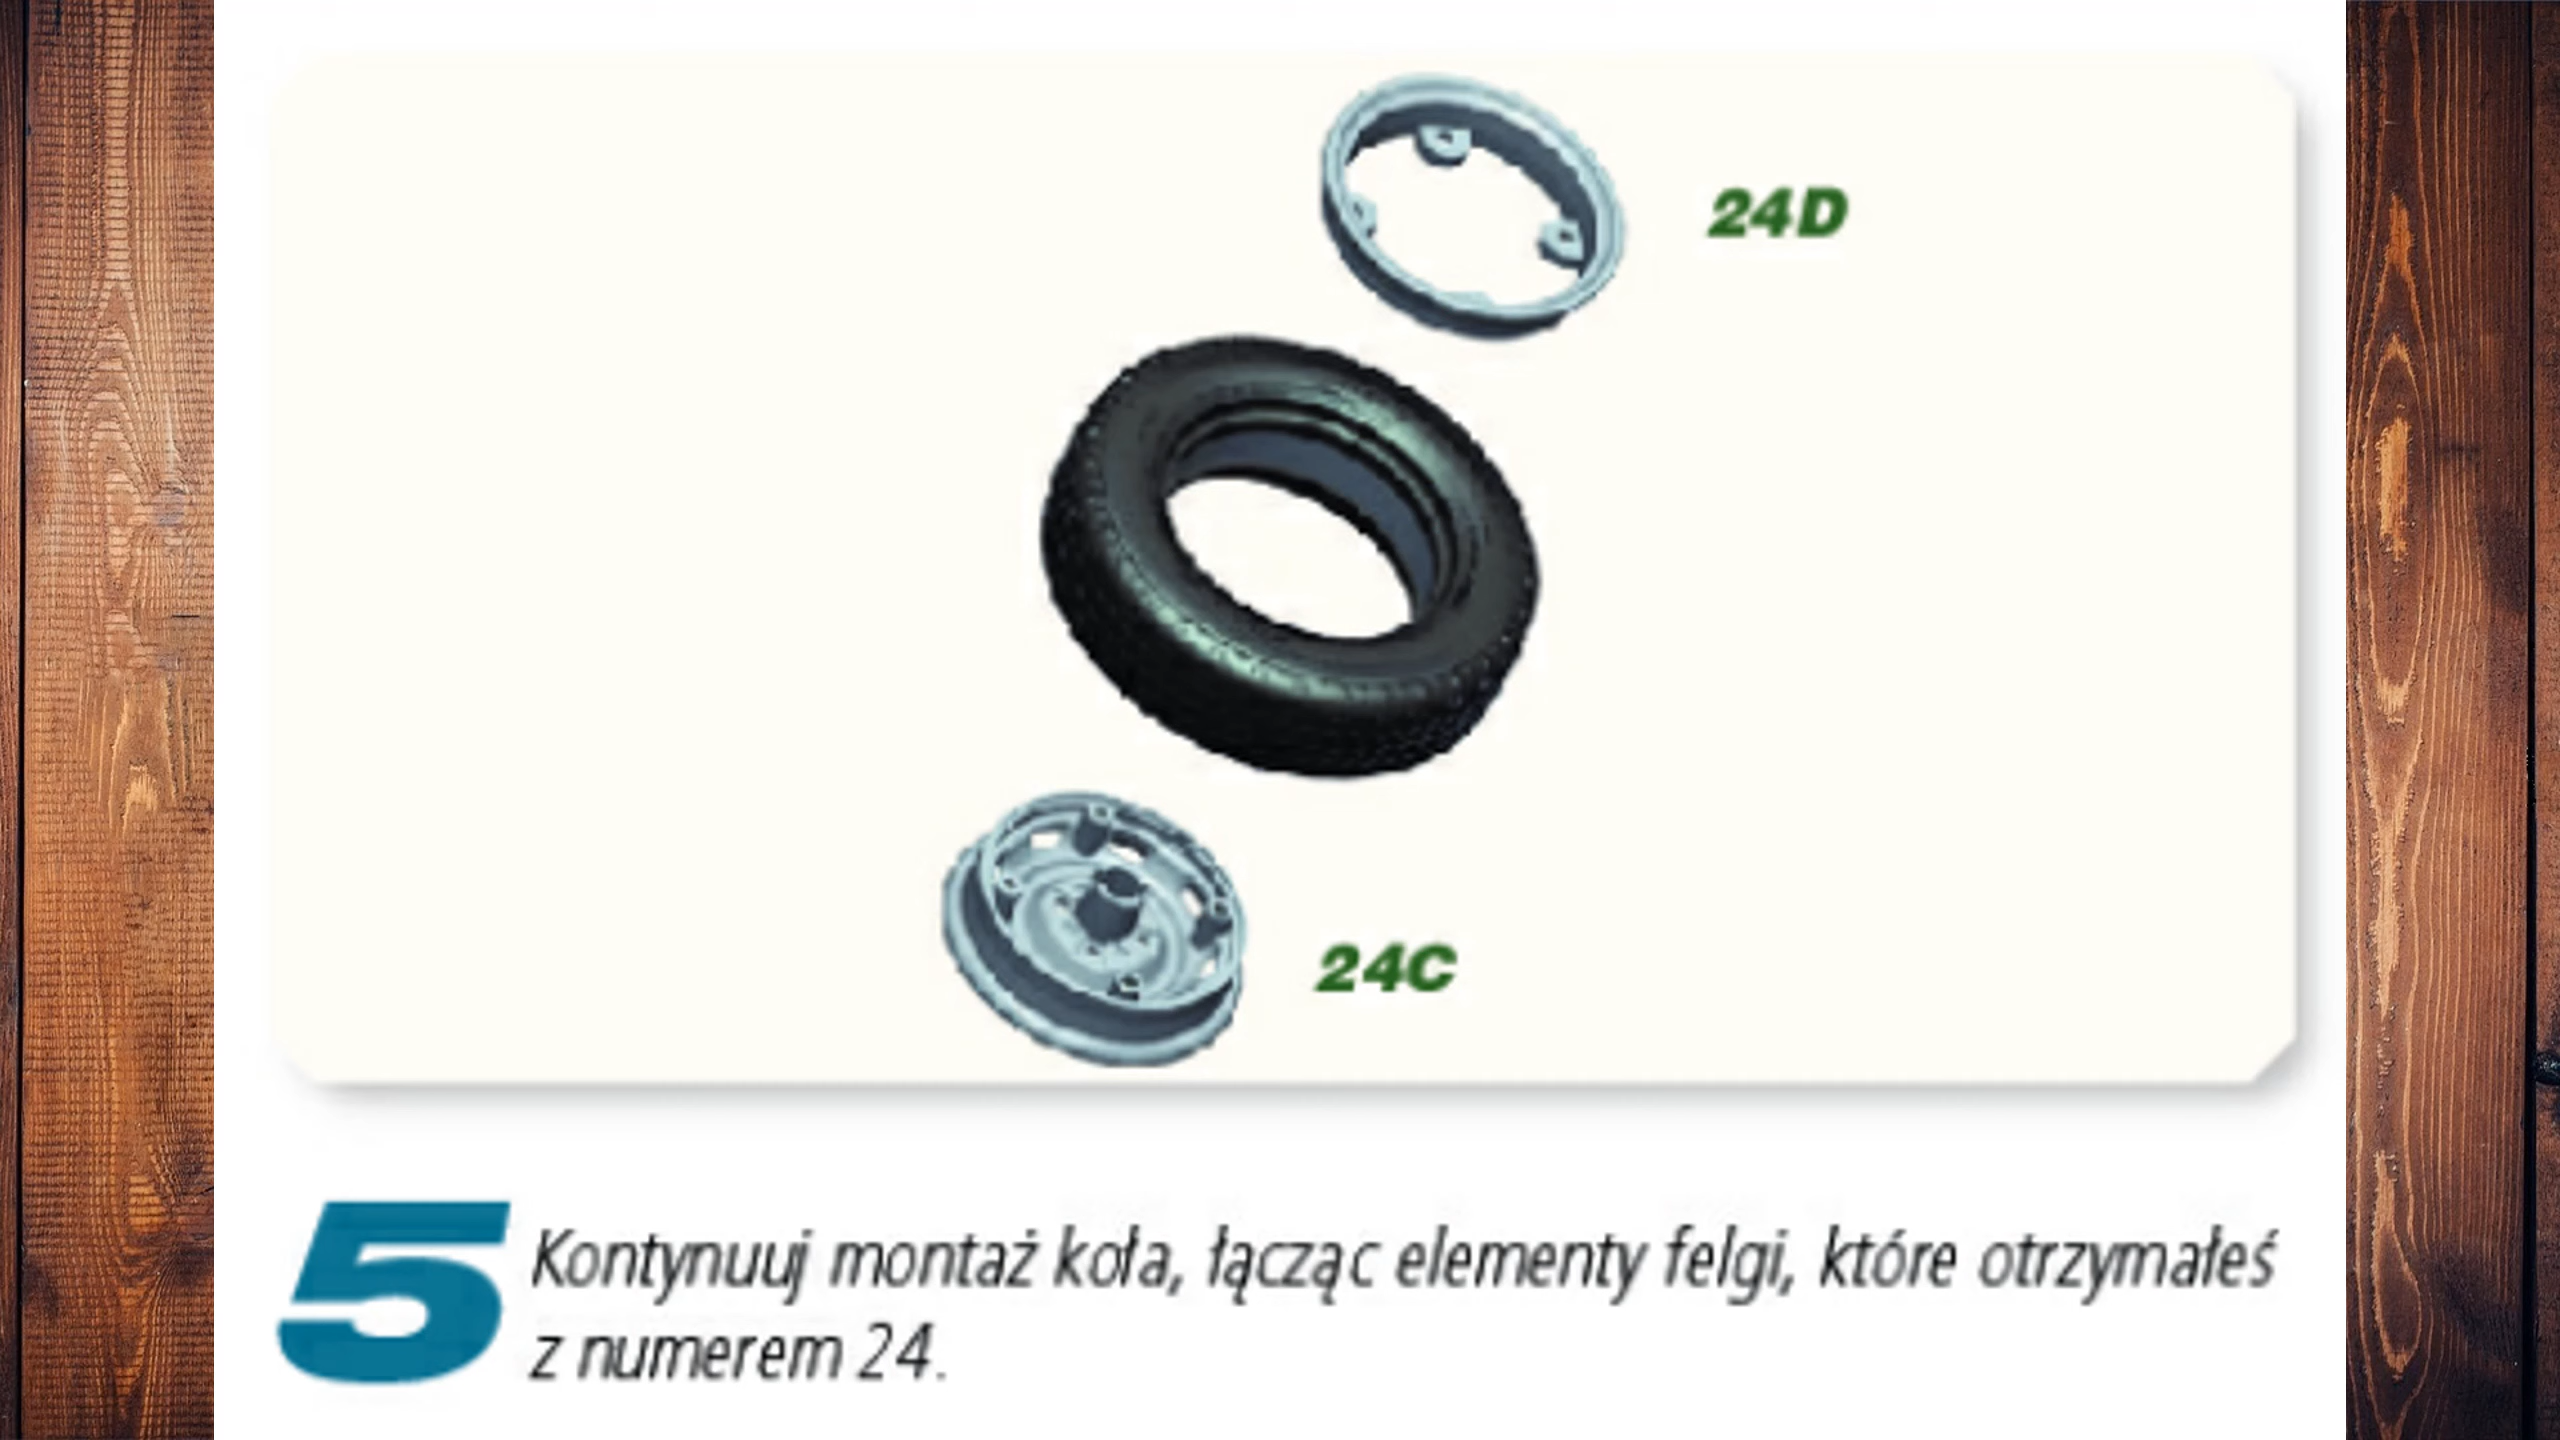 24D
24C
5
Kontynuuj montaż koła, łącząc elementy felgi, które otrzymałeś
z numerem 24.